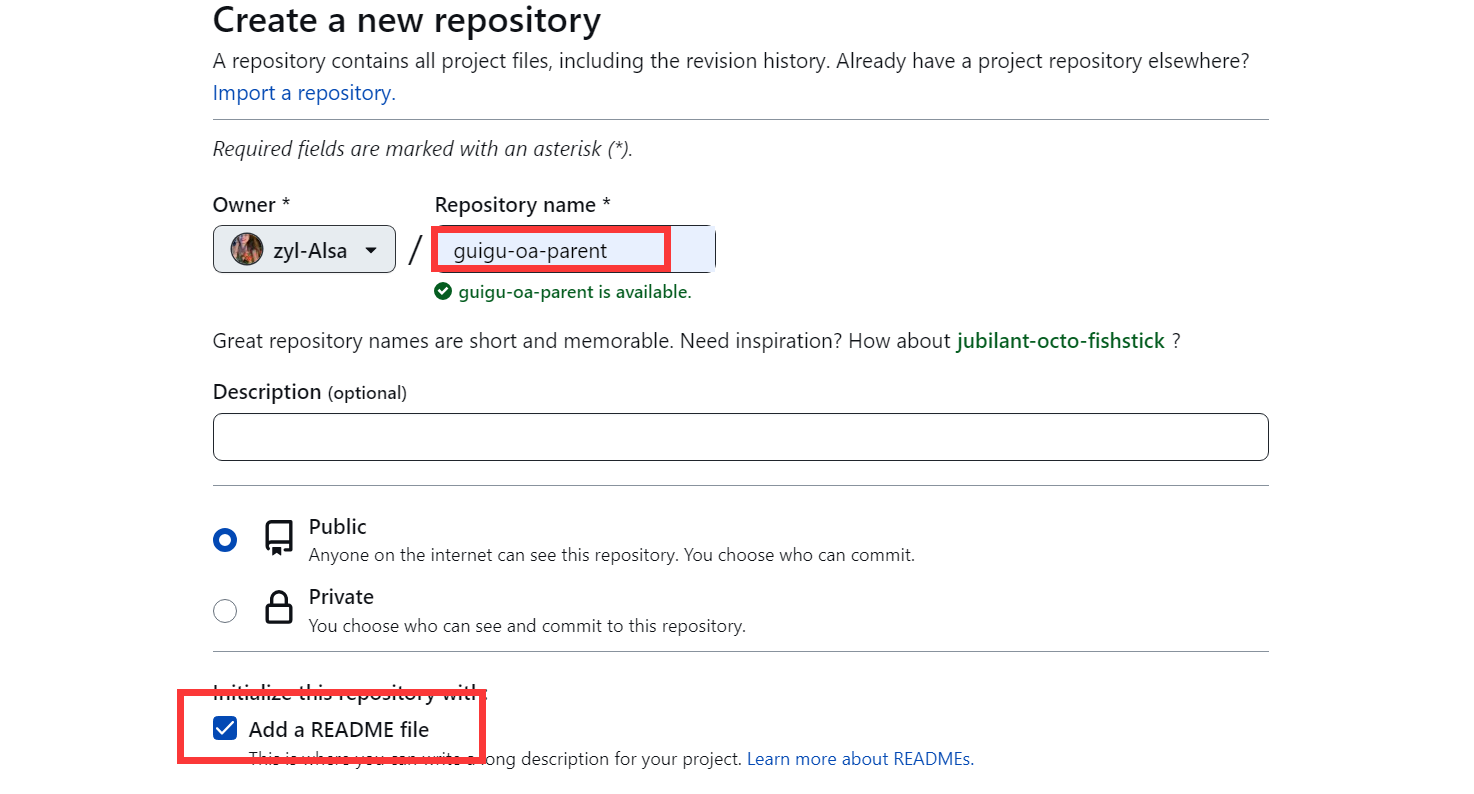 Create a new repository
A repository contains all project files, including the revision history. Already have a project repository elsewhere?
Import a repository.
Required fields are marked with an asterisk (*).
Owner * Repository name *
zyl-Alsa / guigu-oa-parent
guigu-oa-parent is available.
Great repository names are short and memorable. Need inspiration? How about jubilant-octo-fishstick ?
Description (optional)
Public
Anyone on the internet can see this repository. You choose who can commit.
Private
You choose who can see and commit to this repository.
Initialize this repository with:
Add a README file
This is where you can write a long description for your project. Learn more about READMEs.